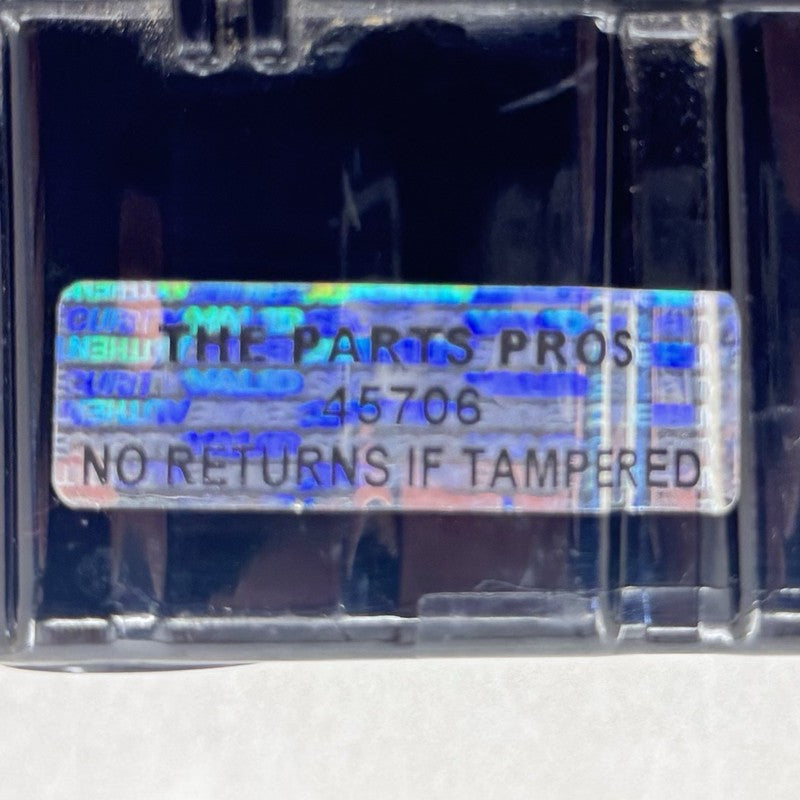 THE PARTS PROS
45706
NO RETURNS IF TAMPERED